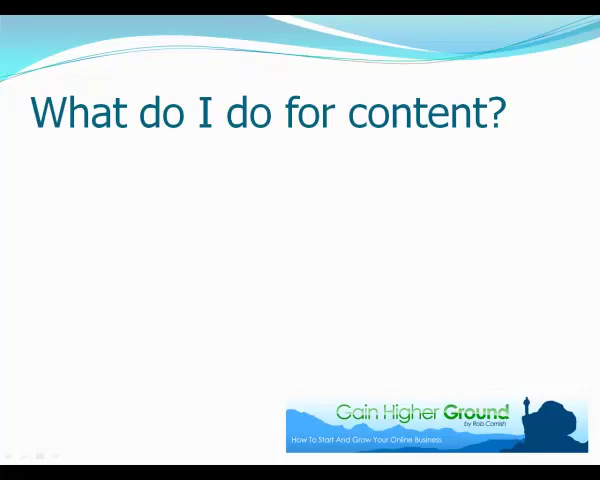 What do I do for content?
Gain Higher Ground
by Rob Cornish
How To Start And Grow Your Online Business